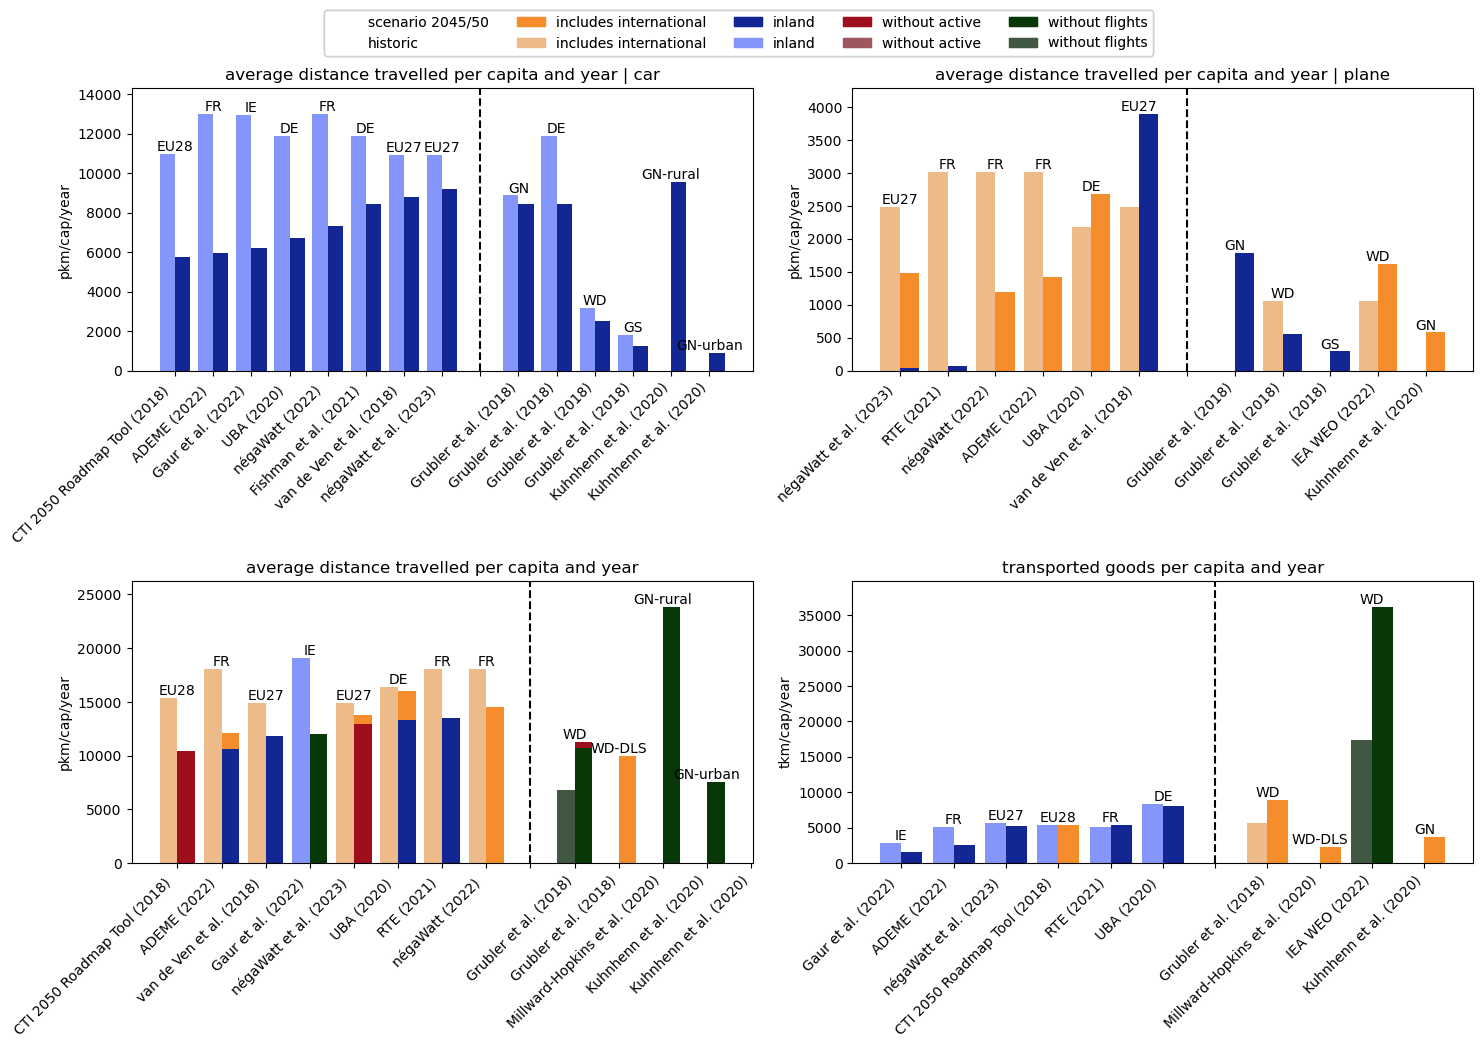 scenario 2045/50 includes international inland without active without flights
historic includes international inland without active without flights
average distance travelled per capita and year | car
pkm/cap/year
14000
12000
10000
8000
6000
4000
2000
0
EU28
FR
IE
DE
FR
DE
EU27
EU27
GN
DE
WD
GS
GN-rural
GN-urban
CTI 2050 Roadmap Tool (2018)
ADEME (2022)
Gaur et al. (2022)
UBA (2020)
négaWatt (2022)
Fishman et al. (2021)
van de Ven et al. (2018)
négaWatt et al. (2023)
Grubler et al. (2018)
Grubler et al. (2018)
Grubler et al. (2018)
Grubler et al. (2018)
Kuhnhenn et al. (2020)
Kuhnhenn et al. (2020)
average distance travelled per capita and year | plane
pkm/cap/year
4000
3500
3000
2500
2000
1500
1000
500
0
EU27
FR
FR
FR
DE
EU27
GN
WD
GS
WD
GN
négaWatt et al. (2023)
RTE (2021)
négaWatt (2022)
ADEME (2022)
UBA (2020)
van de Ven et al. (2018)
Grubler et al. (2018)
Grubler et al. (2018)
Grubler et al. (2018)
IEA WEO (2022)
Kuhnhenn et al. (2020)
average distance travelled per capita and year
pkm/cap/year
25000
20000
15000
10000
5000
0
EU28
FR
EU27
IE
EU27
DE
FR
FR
WD
WD-DLS
GN-rural
GN-urban
CTI 2050 Roadmap Tool (2018)
ADEME (2022)
van de Ven et al. (2018)
Gaur et al. (2022)
négaWatt et al. (2023)
UBA (2020)
RTE (2021)
négaWatt (2022)
Grubler et al. (2018)
Grubler et al. (2018)
Millward-Hopkins et al. (2020)
Kuhnhenn et al. (2020)
Kuhnhenn et al. (2020)
transported goods per capita and year
tkm/cap/year
35000
30000
25000
20000
15000
10000
5000
0
IE
FR
EU27
EU28
FR
DE
WD
WD-DLS
WD
GN
Gaur et al. (2022)
ADEME (2022)
négaWatt et al. (2023)
CTI 2050 Roadmap Tool (2018)
RTE (2021)
UBA (2020)
Grubler et al. (2018)
Millward-Hopkins et al. (2020)
IEA WEO (2022)
Kuhnhenn et al. (2020)